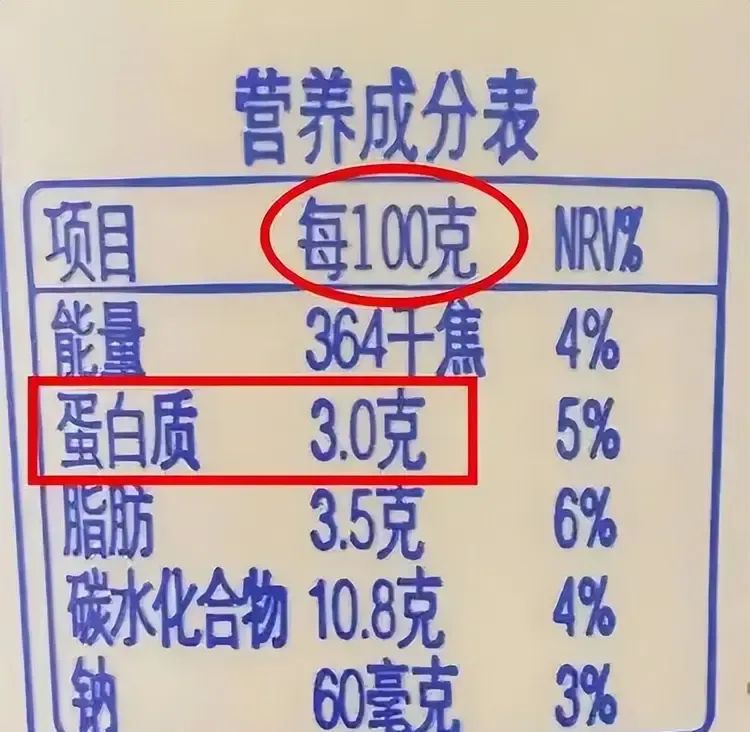 营养成分表
项目 每100克 NRV%
能量 364千焦 4%
蛋白质 3.0克 5%
脂肪 3.5克 6%
碳水化合物 10.8克 4%
钠 60毫克 3%